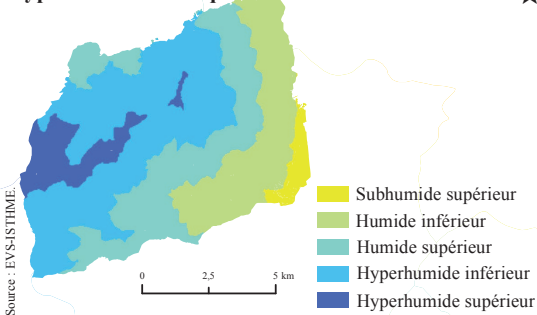 Subhumide supérieur
Humide inférieur
Humide supérieur
Hyperhumide inférieur
Hyperhumide supérieur
0 2,5 5 km
Source : EVS-ISTHME